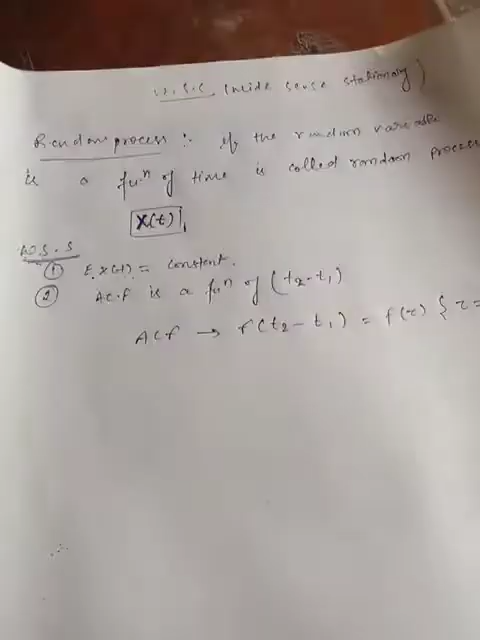 W.S.S (wide sense stationary)
Random process :- if the random variable
is a fuⁿ of time is called random process
X(t)
W.S.S
① E.X(t) = constant.
② ACF is a fuⁿ of (t₂-t₁)
ACF → f(t₂-t₁) = f(τ) { τ =